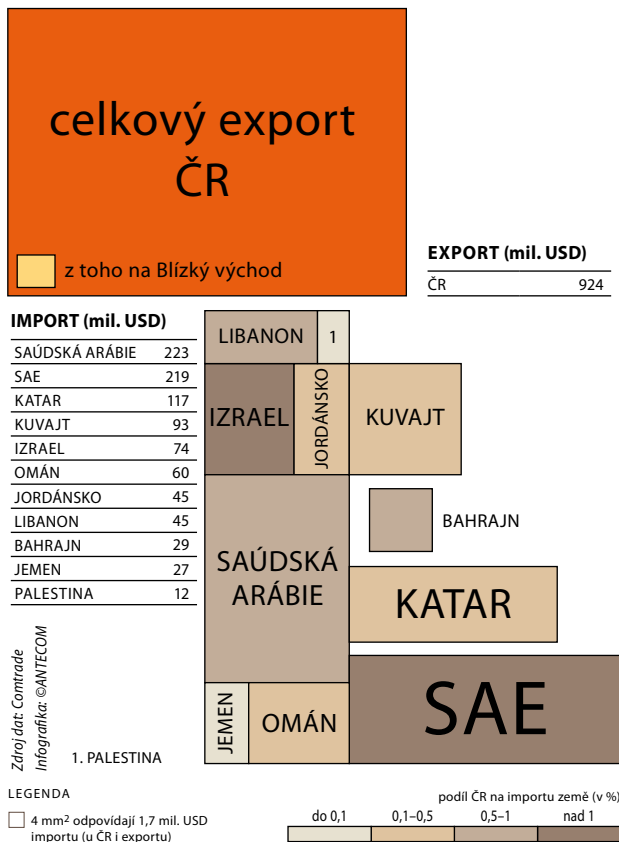 celkový export
ČR
z toho na Blízký východ
EXPORT (mil. USD)
ČR 924
IMPORT (mil. USD)
SAÚDSKÁ ARÁBIE 223
SAE 219
KATAR 117
KUVAJT 93
IZRAEL 74
OMÁN 60
JORDÁNSKO 45
LIBANON 45
BAHRAJN 29
JEMEN 27
PALESTINA 12
LIBANON
1
IZRAEL
JORDÁNSKO
KUVAJT
BAHRAJN
SAÚDSKÁ
ARÁBIE
KATAR
SAE
JEMEN
OMÁN
Zdroj dat: Comtrade
Infografika: ©ANTECOM
1. PALESTINA
LEGENDA
4 mm² odpovídají 1,7 mil. USD
importu (u ČR i exportu)
podíl ČR na importu země (v %)
do 0,1 0,1–0,5 0,5–1 nad 1